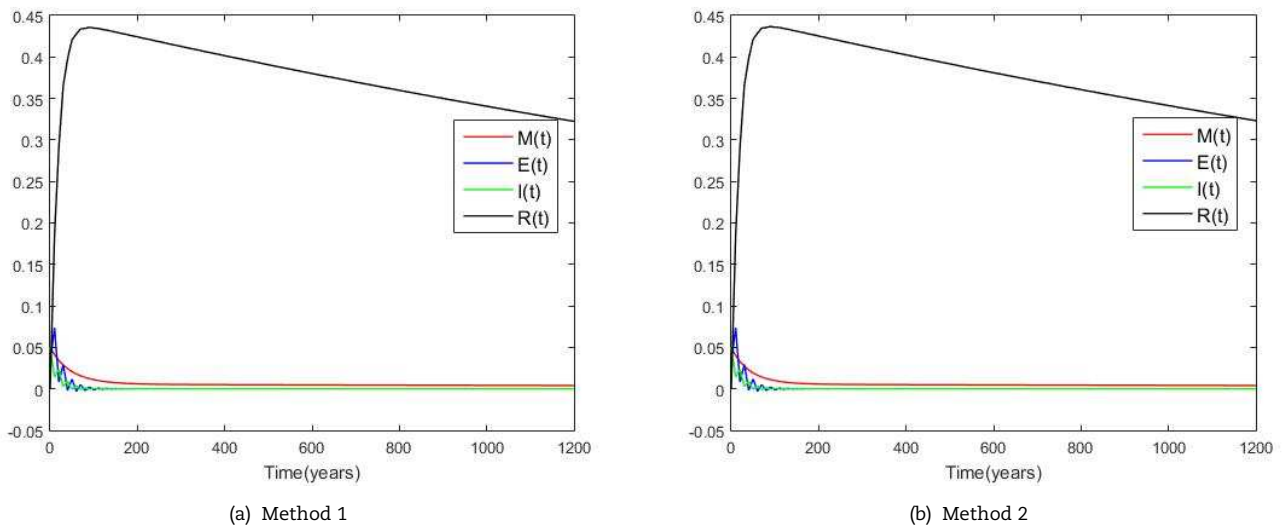 0.45
0.4
0.35
0.3
0.25
0.2
0.15
0.1
0.05
0
-0.05
0 200 400 600 800 1000 1200
Time(years)
M(t)
E(t)
I(t)
R(t)
(a) Method 1
0.45
0.4
0.35
0.3
0.25
0.2
0.15
0.1
0.05
0
-0.05
0 200 400 600 800 1000 1200
Time(years)
M(t)
E(t)
I(t)
R(t)
(b) Method 2